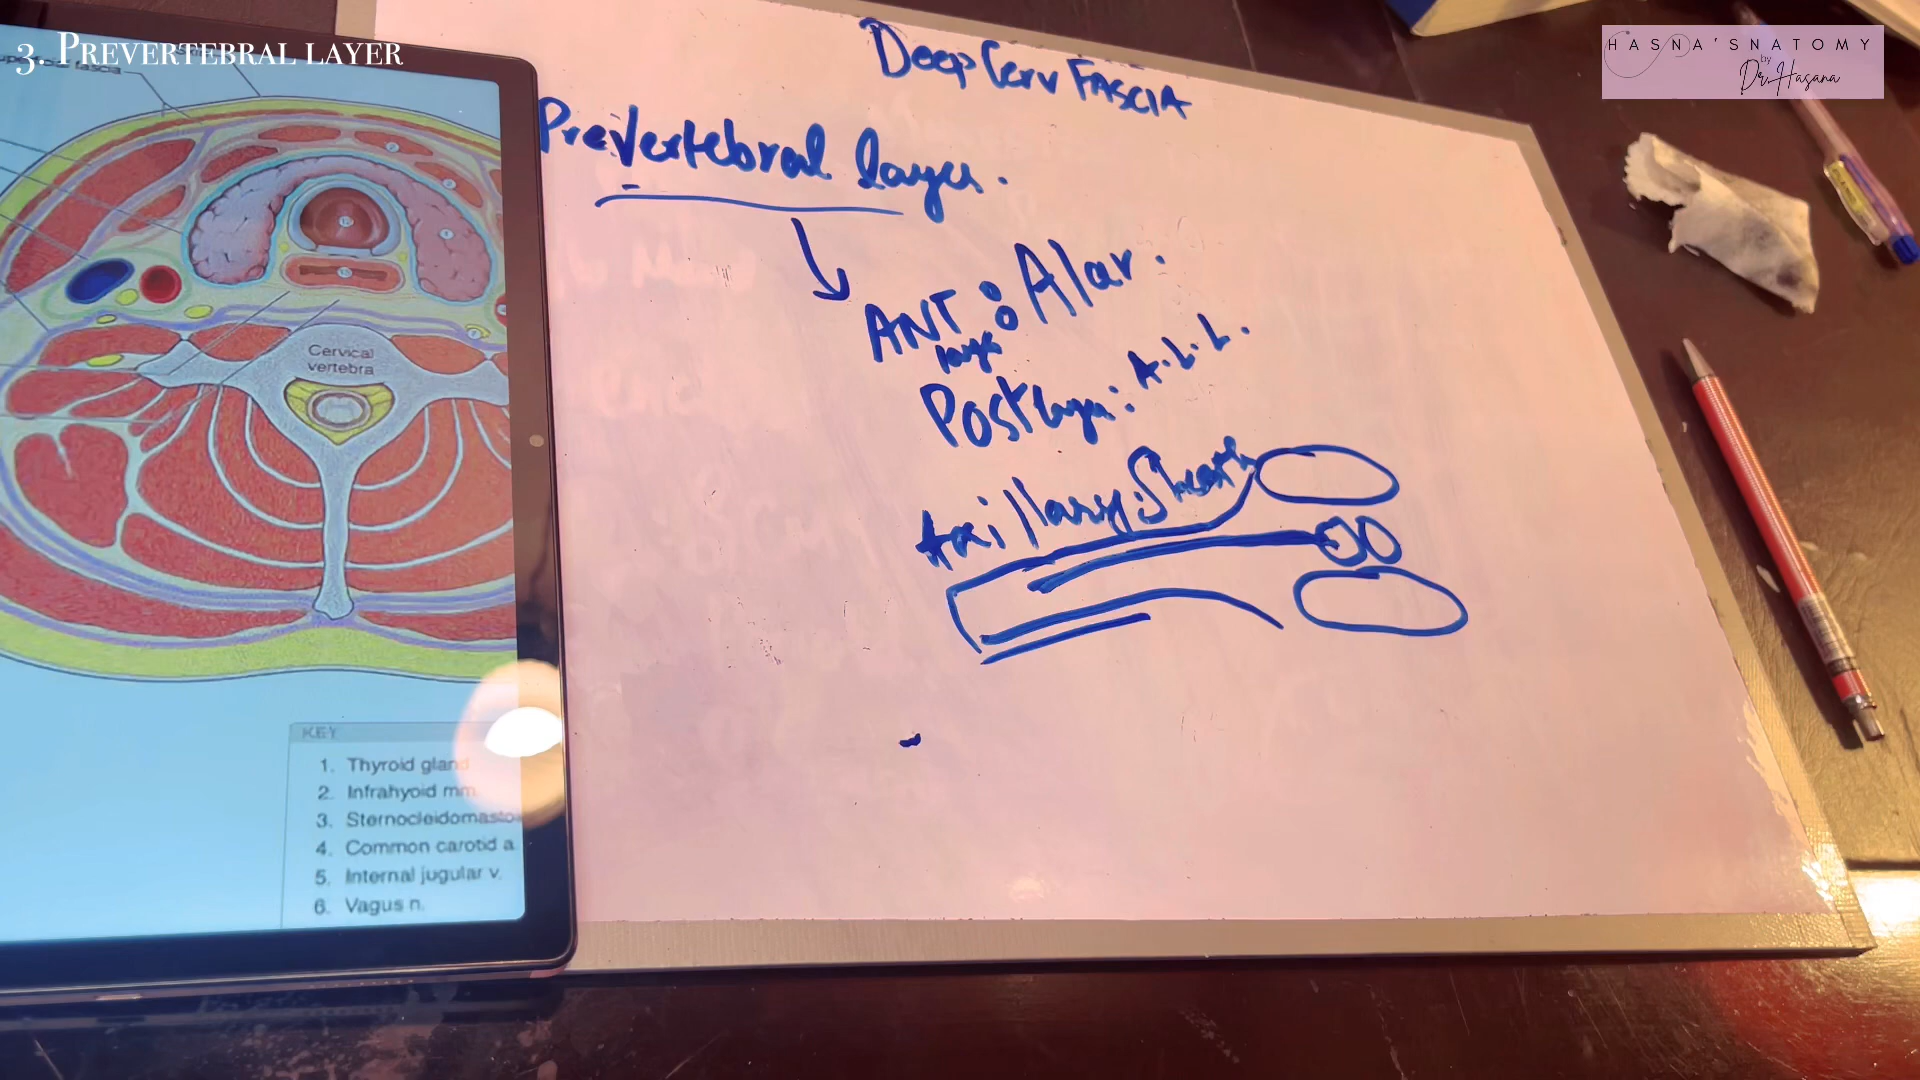 3. PREVERTEBRAL LAYER
HASNA'SNATOMY
by
Dr. Hasana
Deep Cerv FASCIA
Prevertebral layer.
ANT layer : Alar.
Post layer : A.L.L.
Axillary Sheath
fascia
Cervical
vertebra
KEY
1. Thyroid gland
2. Infrahyoid mm
3. Sternocleidomasto
4. Common carotid a
5. Internal jugular v.
6. Vagus n.